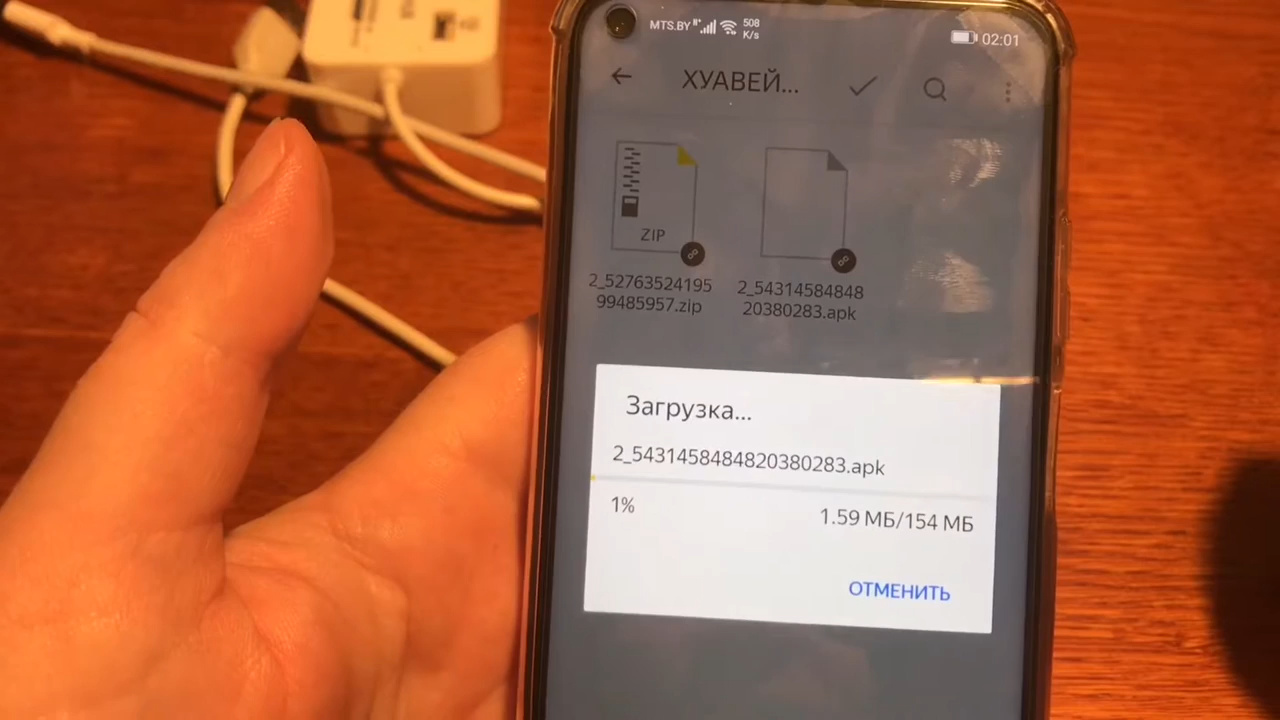 MTS.BY 508 K/s 02:01
ХУАВЕЙ...
ZIP
2_52763524195
99485957.zip
2_54314584848
20380283.apk
Загрузка...
2_5431458484820380283.apk
1% 1.59 МБ/154 МБ
ОТМЕНИТЬ